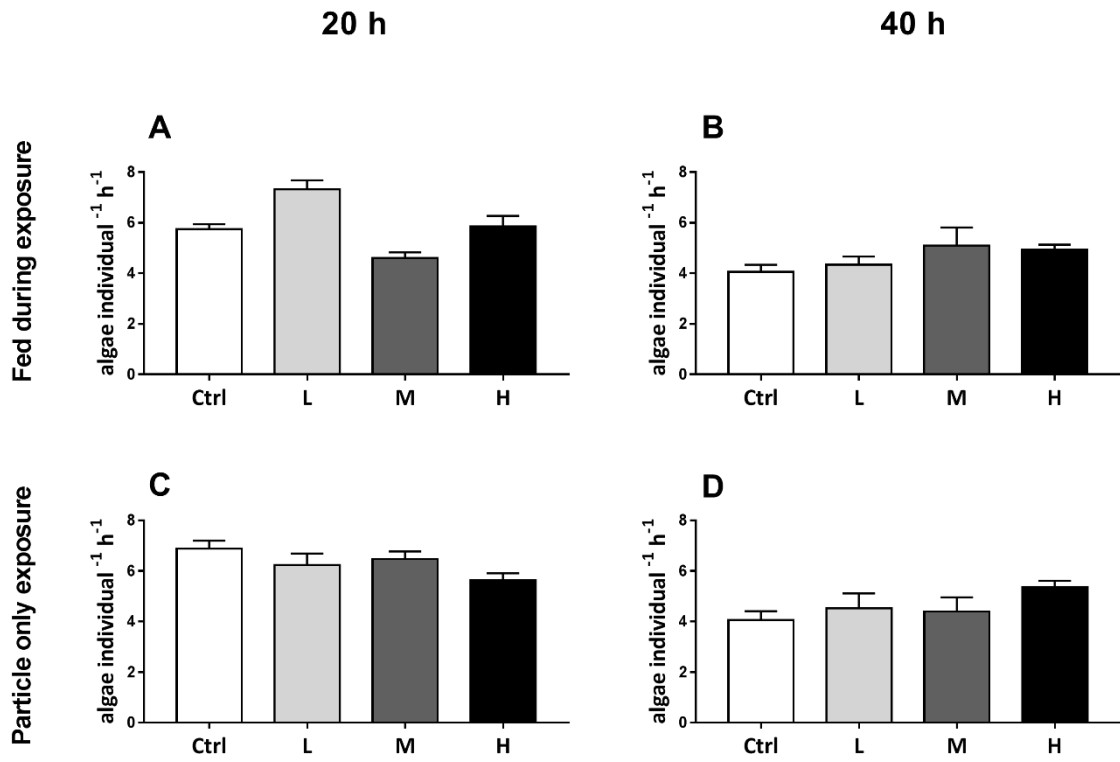 20 h
40 h
Fed during exposure
A
algae individual ⁻¹ h⁻¹
8
6
4
2
0
Ctrl L M H
B
algae individual ⁻¹ h⁻¹
8
6
4
2
0
Ctrl L M H
Particle only exposure
C
algae individual ⁻¹ h⁻¹
8
6
4
2
0
Ctrl L M H
D
algae individual ⁻¹ h⁻¹
8
6
4
2
0
Ctrl L M H